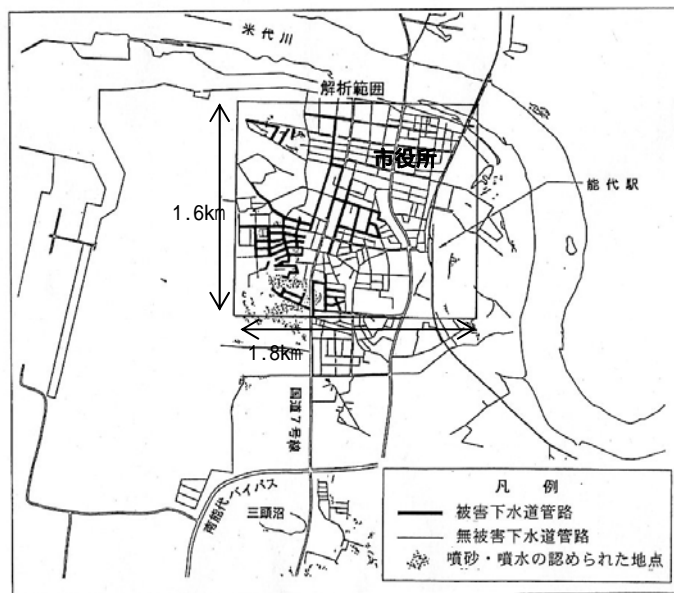 米代川
解析範囲
市役所
能代駅
1.6km
1.8km
国道7号線
南能代バイパス
三頭沼
凡 例
被害下水道管路
無被害下水道管路
噴砂・噴水の認められた地点